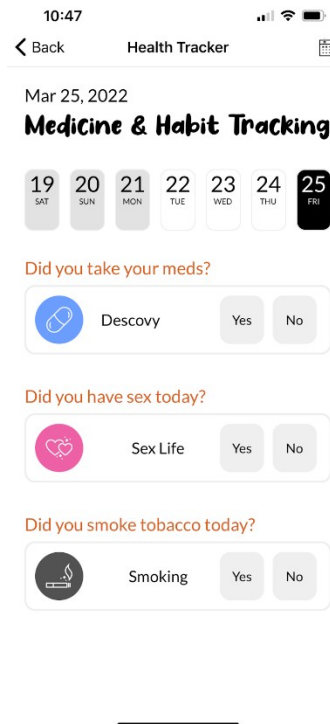 10:47
Back Health Tracker
Mar 25, 2022
Medicine & Habit Tracking
19 20 21 22 23 24 25
SAT SUN MON TUE WED THU FRI
Did you take your meds?
Descovy Yes No
Did you have sex today?
Sex Life Yes No
Did you smoke tobacco today?
Smoking Yes No